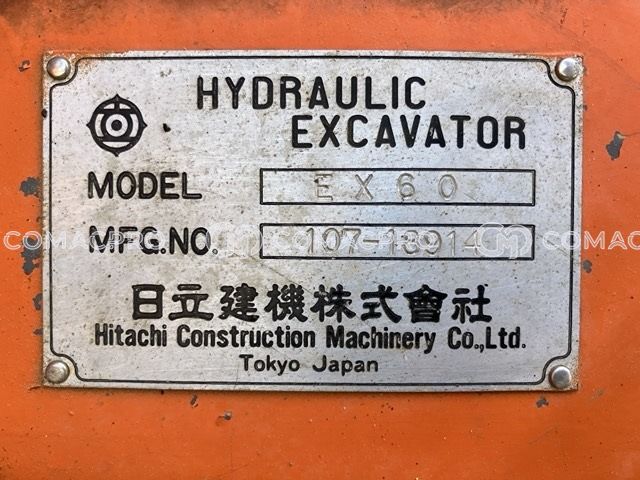 HYDRAULIC
EXCAVATOR
MODEL EX60
MFG.NO. 107-18914
日立建機株式會社
Hitachi Construction Machinery Co.,Ltd.
Tokyo Japan